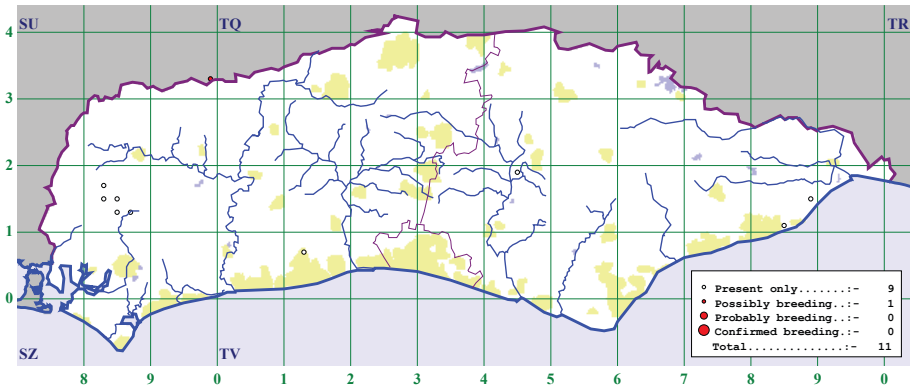 SU TQ TR
4
3
2
1
0
Present only.......:- 9
Possibly breeding..:- 1
Probably breeding.:- 0
Confirmed breeding.:- 0
Total..............:- 11
SZ TV
8 9 0 1 2 3 4 5 6 7 8 9 0